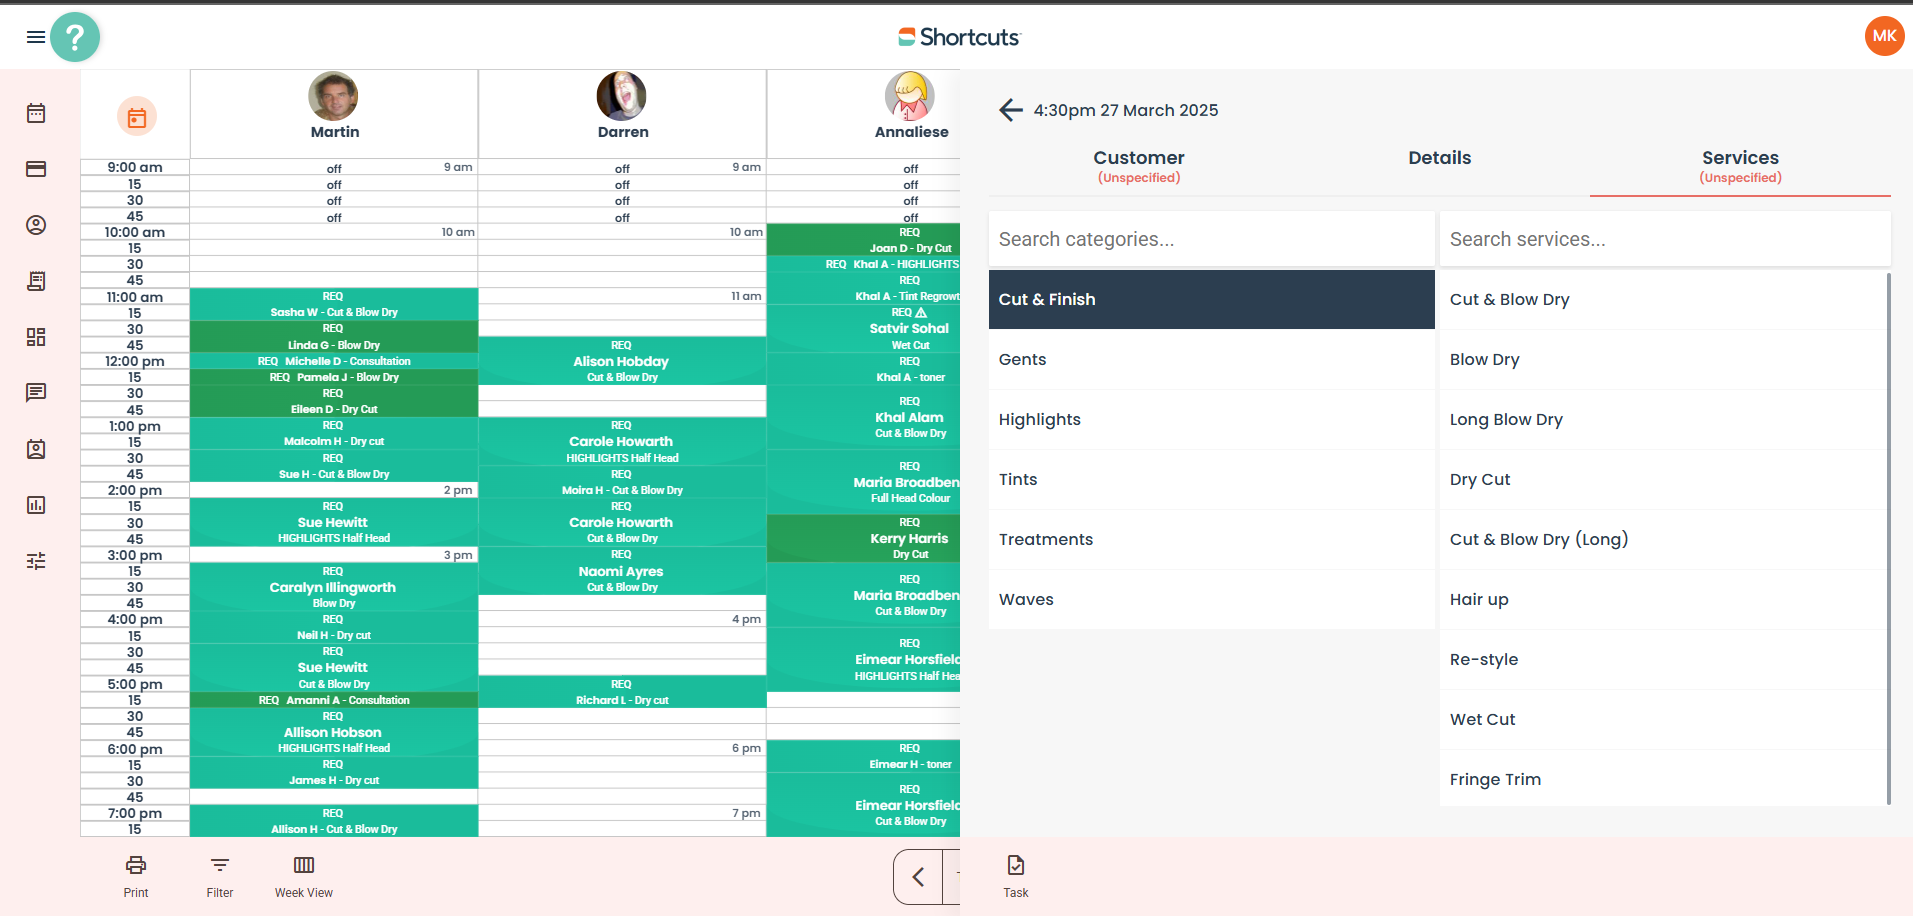 ?
Shortcuts
MK
Martin
Darren
Annaliese
4:30pm 27 March 2025
Customer
(Unspecified)
Details
Services
(Unspecified)
Search categories...
Search services...
Cut & Finish
Gents
Highlights
Tints
Treatments
Waves
Cut & Blow Dry
Blow Dry
Long Blow Dry
Dry Cut
Cut & Blow Dry (Long)
Hair up
Re-style
Wet Cut
Fringe Trim
9:00 am
15
30
45
10:00 am
15
30
45
11:00 am
15
30
45
12:00 pm
15
30
45
1:00 pm
15
30
45
2:00 pm
15
30
45
3:00 pm
15
30
45
4:00 pm
15
30
45
5:00 pm
15
30
45
6:00 pm
15
30
45
7:00 pm
15
off 9 am
off
off
off
10 am
REQ
Sasha W - Cut & Blow Dry
REQ
Linda G - Blow Dry
REQ Michelle D - Consultation
REQ Pamela J - Blow Dry
REQ
Eileen D - Dry Cut
REQ
Malcolm H - Dry cut
REQ
Sue H - Cut & Blow Dry
2 pm
REQ
Sue Hewitt
HIGHLIGHTS Half Head
3 pm
REQ
Caralyn Illingworth
Blow Dry
REQ
Neil H - Dry cut
REQ
Sue Hewitt
Cut & Blow Dry
REQ Amanni A - Consultation
REQ
Allison Hobson
HIGHLIGHTS Half Head
REQ
James H - Dry cut
REQ
Allison H - Cut & Blow Dry
off 9 am
off
off
off
10 am
11 am
REQ
Alison Hobday
Cut & Blow Dry
REQ
Carole Howarth
HIGHLIGHTS Half Head
REQ
Moira H - Cut & Blow Dry
REQ
Carole Howarth
Cut & Blow Dry
REQ
Naomi Ayres
Cut & Blow Dry
4 pm
REQ
Richard L - Dry cut
6 pm
7 pm
off
off
off
off
REQ
Joan D - Dry Cut
REQ Khal A - HIGHLIGHTS
REQ
Khal A - Tint Regrowt
REQ
Satvir Sohal
Wet Cut
REQ
Khal A - toner
REQ
Khal Alam
Cut & Blow Dry
REQ
Maria Broadben
Full Head Colour
REQ
Kerry Harris
Dry Cut
REQ
Maria Broadben
Cut & Blow Dry
REQ
Eimear Horsfield
HIGHLIGHTS Half Hea
REQ
Eimear H - toner
REQ
Eimear Horsfield
Cut & Blow Dry
Print
Filter
Week View
Task